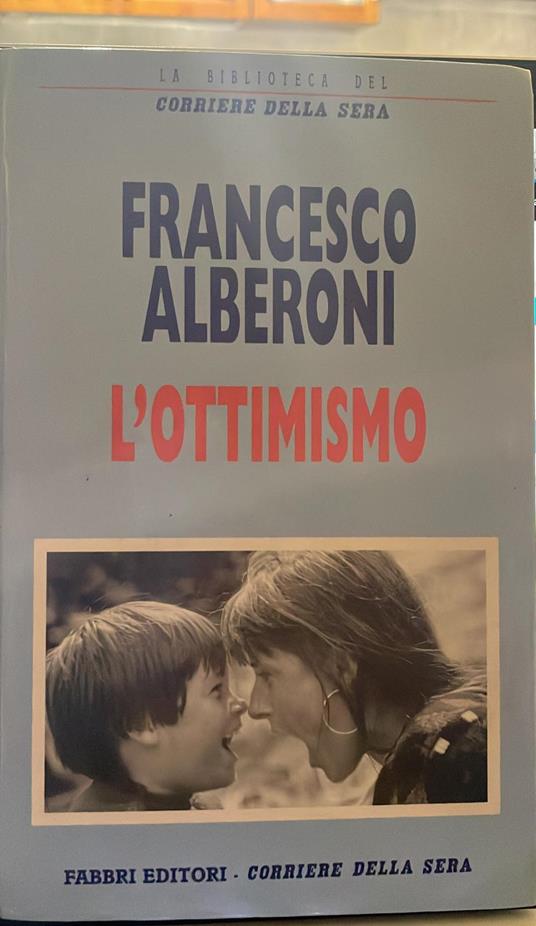 LA BIBLIOTECA DEL
CORRIERE DELLA SERA
FRANCESCO
ALBERONI
L'OTTIMISMO
FABBRI EDITORI - CORRIERE DELLA SERA